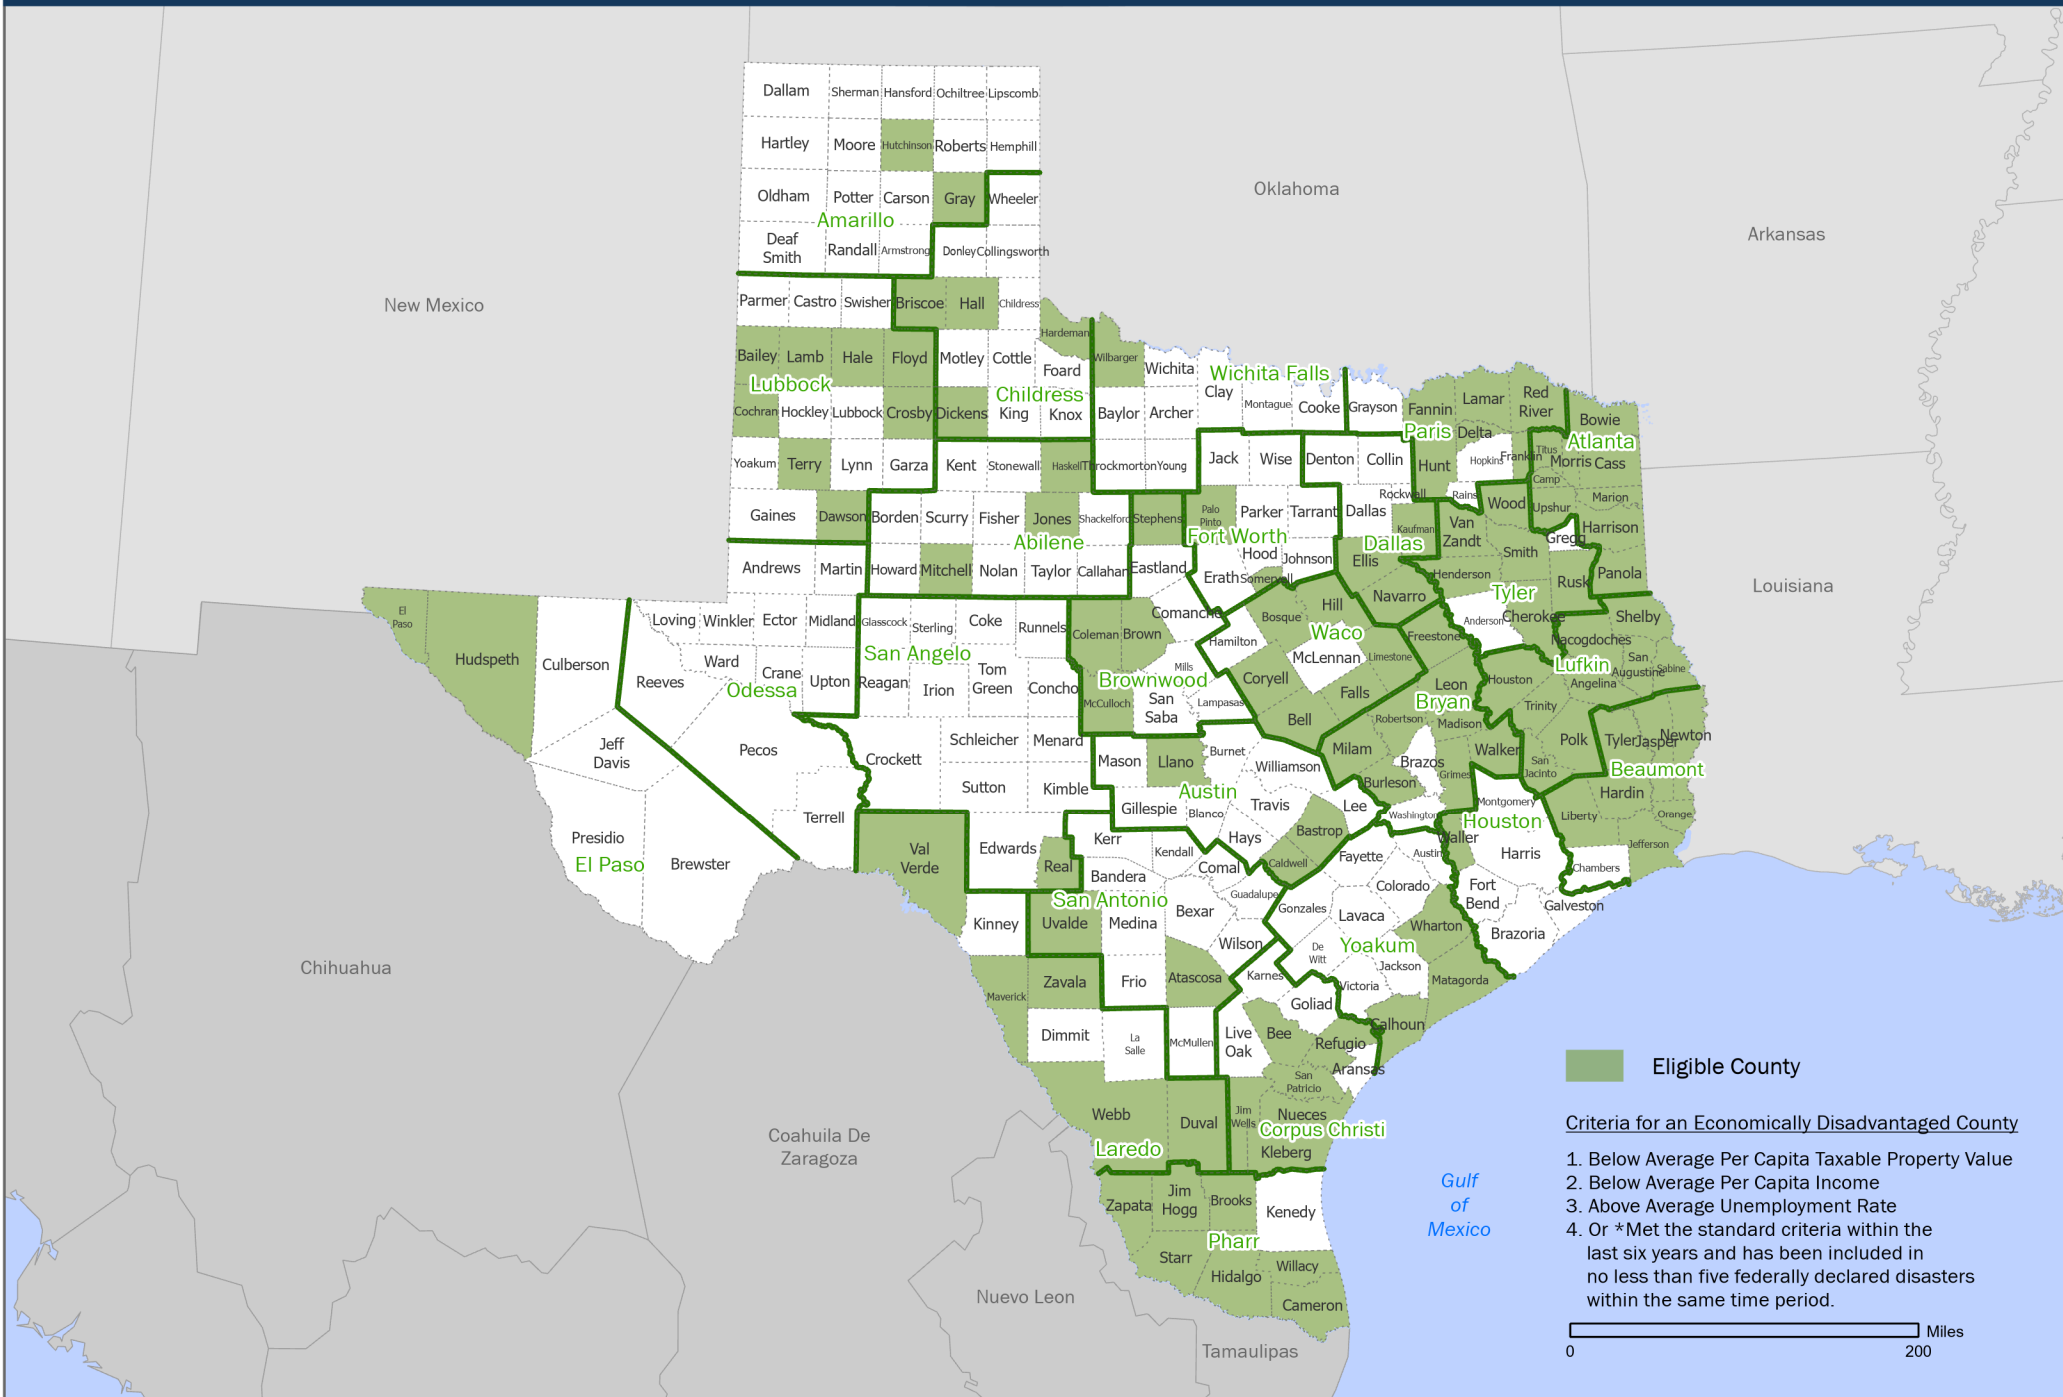 Dallam
Sherman
Hansford
Ochiltree
Lipscomb
Hartley
Moore
Hutchinson
Roberts
Hemphill
Oklahoma
Oldham
Potter
Carson
Gray
Wheeler
Amarillo
Arkansas
Deaf
Smith
Randall
Armstrong
Donley
Collingsworth
New Mexico
Parmer
Castro
Swisher
Briscoe
Hall
Childress
Hardeman
Bailey
Lamb
Hale
Floyd
Motley
Cottle
Foard
Wilbarger
Wichita
Wichita Falls
Lubbock
Childress
Clay
Montague
Cooke
Grayson
Fannin
Lamar
Red
River
Bowie
Cochran
Hockley
Lubbock
Crosby
Dickens
King
Knox
Baylor
Archer
Paris
Delta
Atlanta
Yoakum
Terry
Lynn
Garza
Kent
Stonewall
Haskell
Throckmorton
Young
Jack
Wise
Denton
Collin
Hunt
Hopkins
Franklin
Titus
Morris
Cass
Camp
Gaines
Dawson
Borden
Scurry
Fisher
Jones
Shackelford
Stephens
Palo
Pinto
Parker
Tarrant
Dallas
Rockwall
Rains
Wood
Upshur
Marion
Abilene
Fort Worth
Dallas
Kaufman
Van
Zandt
Gregg
Harrison
Andrews
Martin
Howard
Mitchell
Nolan
Taylor
Callahan
Eastland
Erath
Hood
Somervell
Johnson
Ellis
Henderson
Smith
Rusk
Panola
Louisiana
Tyler
El
Paso
Hudspeth
Culberson
Loving
Winkler
Ector
Midland
Glasscock
Sterling
Coke
Runnels
Coleman
Brown
Comanche
Bosque
Hill
Navarro
Anderson
Cherokee
Shelby
San Angelo
Hamilton
Waco
Freestone
Nacogdoches
Reeves
Ward
Crane
Upton
Reagan
Irion
Tom
Green
Concho
Mills
McLennan
Limestone
Lufkin
San
Augustine
Sabine
Odessa
Brownwood
McCulloch
San
Saba
Lampasas
Coryell
Falls
Leon
Houston
Angelina
Bryan
Jeff
Davis
Pecos
Crockett
Schleicher
Menard
Mason
Llano
Burnet
Bell
Robertson
Madison
Trinity
Milam
Walker
Polk
Tyler
Jasper
Newton
Sutton
Kimble
Williamson
Brazos
Burleson
Grimes
San
Jacinto
Beaumont
Austin
Terrell
Gillespie
Blanco
Travis
Lee
Washington
Montgomery
Hardin
Liberty
Orange
Presidio
El Paso
Brewster
Val
Verde
Edwards
Real
Kerr
Kendall
Hays
Bastrop
Caldwell
Houston
Waller
Fayette
Austin
Harris
Jefferson
Chambers
Bandera
Comal
Guadalupe
San Antonio
Colorado
Fort
Bend
Galveston
Kinney
Uvalde
Medina
Bexar
Gonzales
Lavaca
Wharton
Brazoria
Chihuahua
Wilson
De
Witt
Yoakum
Jackson
Maverick
Zavala
Frio
Atascosa
Karnes
Victoria
Matagorda
Goliad
Calhoun
Dimmit
La
Salle
McMullen
Live
Oak
Bee
Refugio
Aransas
San
Patricio
Webb
Duval
Jim
Wells
Nueces
Corpus Christi
Kleberg
Laredo
Coahuila De
Zaragoza
Zapata
Jim
Hogg
Brooks
Kenedy
Pharr
Starr
Hidalgo
Willacy
Cameron
Nuevo Leon
Tamaulipas
Gulf
of
Mexico
Eligible County
Criteria for an Economically Disadvantaged County
1. Below Average Per Capita Taxable Property Value
2. Below Average Per Capita Income
3. Above Average Unemployment Rate
4. Or *Met the standard criteria within the
last six years and has been included in
no less than five federally declared disasters
within the same time period.
Miles
0
200